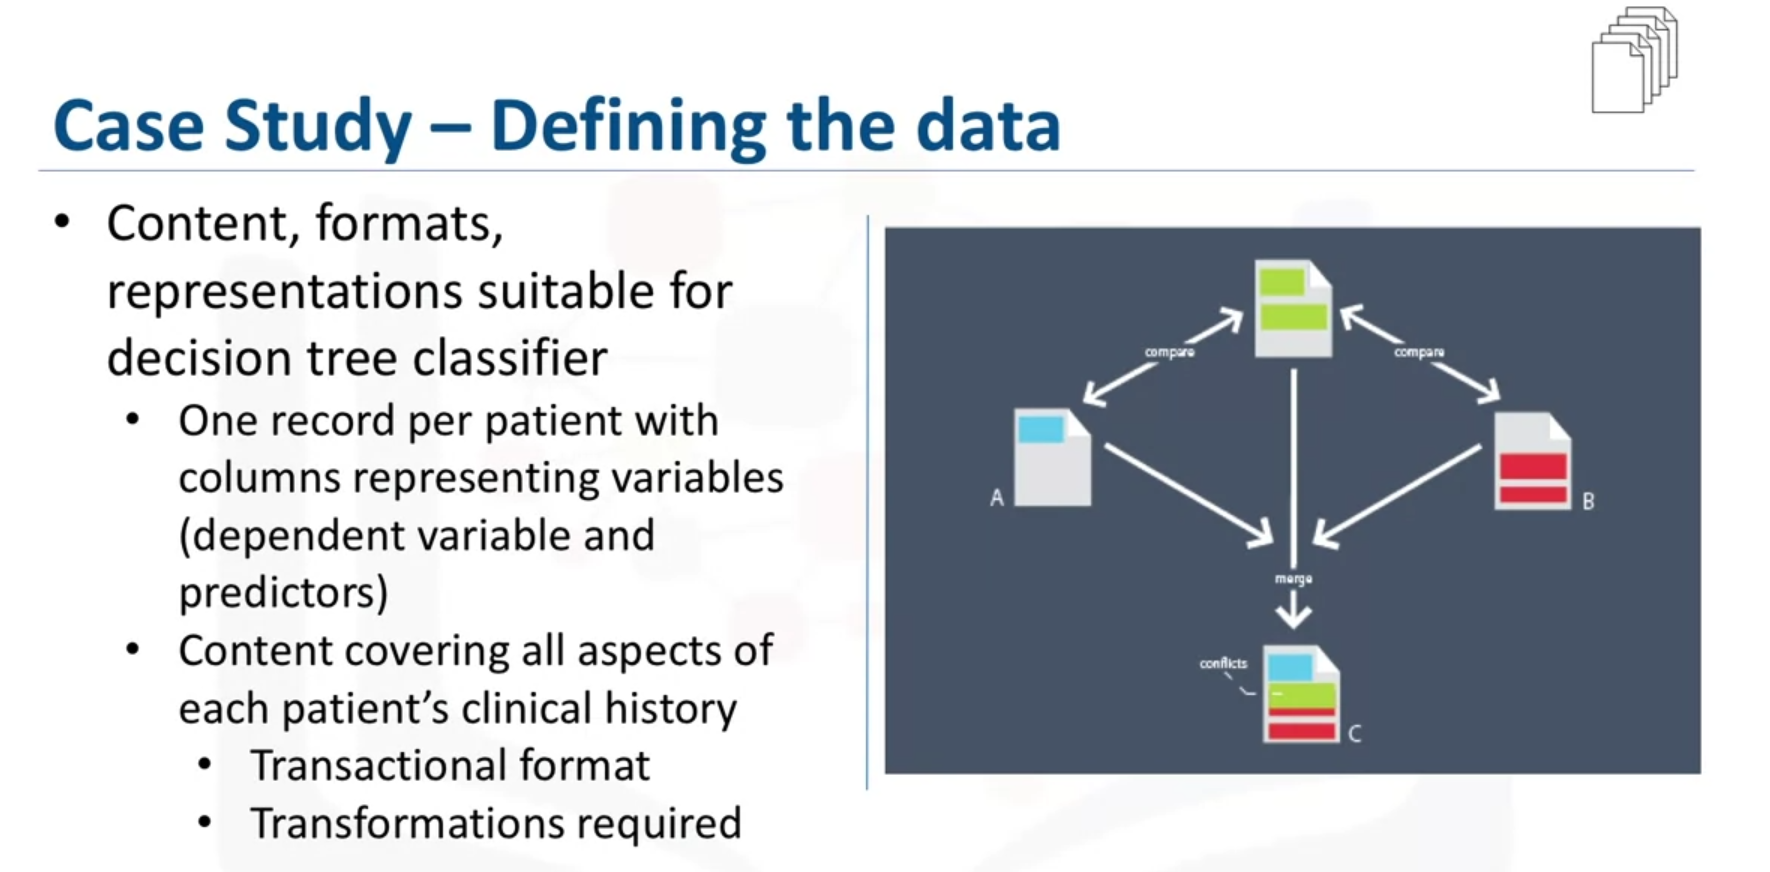 Case Study – Defining the data
• Content, formats,
representations suitable for
decision tree classifier
• One record per patient with
columns representing variables
(dependent variable and
predictors)
• Content covering all aspects of
each patient’s clinical history
• Transactional format
• Transformations required
compare
compare
A
B
merge
conflicts
C